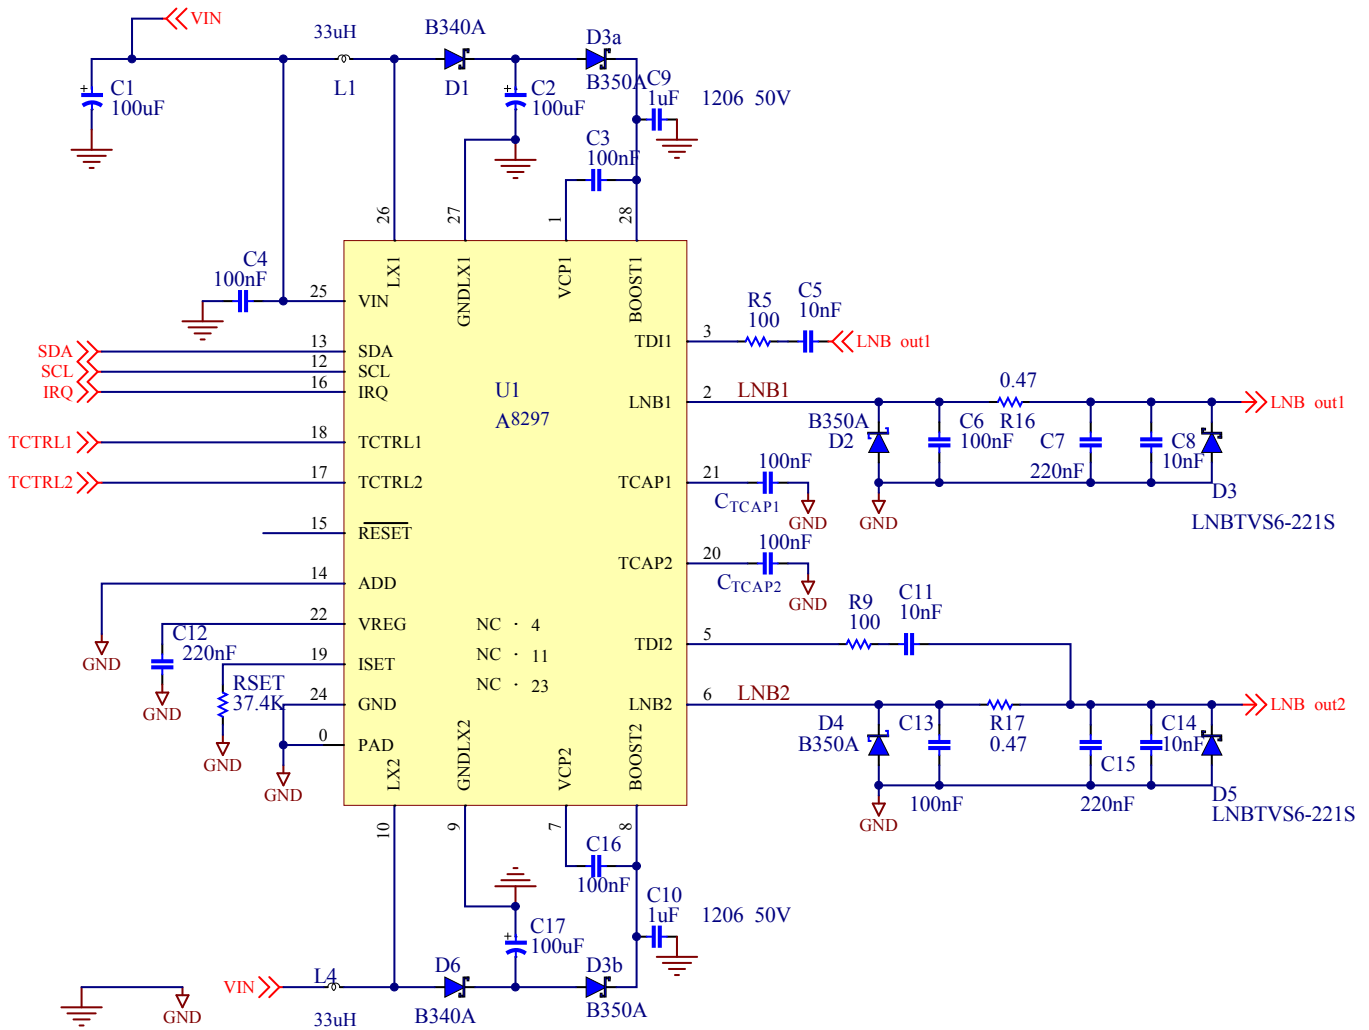 VIN
33uH
B340A
D3a
C1
100uF
L1
D1
C2
100uF
B350A
C9
1uF
1206 50V
C3
100nF
26
27
1
28
LX1
GNDLX1
VCP1
BOOST1
C4
100nF
25
VIN
SDA
13
SDA
SCL
12
SCL
IRQ
16
IRQ
TCTRL1
18
TCTRL1
TCTRL2
17
TCTRL2
15
RESET
14
ADD
GND
22
VREG
C12
220nF
GND
19
ISET
RSET
37.4K
GND
24
GND
0
PAD
GND
U1
A8297
NC · 4
NC · 11
NC · 23
TDI1
3
R5
100
C5
10nF
LNB out1
LNB1
2
LNB1
0.47
R16
LNB out1
B350A
D2
C6
100nF
C7
220nF
C8
10nF
D3
LNBTVS6-221S
GND
TCAP1
21
100nF
CTCAP1
GND
TCAP2
20
100nF
CTCAP2
GND
TDI2
5
R9
100
C11
10nF
LNB2
6
LNB2
R17
0.47
LNB out2
D4
B350A
C13
100nF
C15
220nF
C14
10nF
D5
LNBTVS6-221S
GND
LX2
GNDLX2
VCP2
BOOST2
10
9
7
8
C16
100nF
C10
1uF
1206 50V
C17
100uF
VIN
L4
33uH
D6
B340A
D3b
B350A
GND